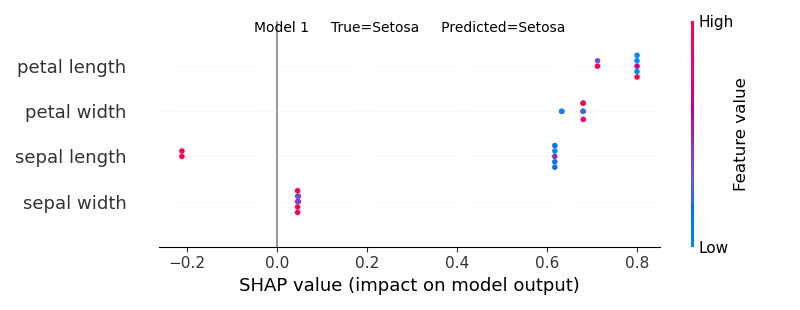 Model 1 True=Setosa Predicted=Setosa
High
petal length
petal width
sepal length
sepal width
Feature value
Low
−0.2 0.0 0.2 0.4 0.6 0.8
SHAP value (impact on model output)